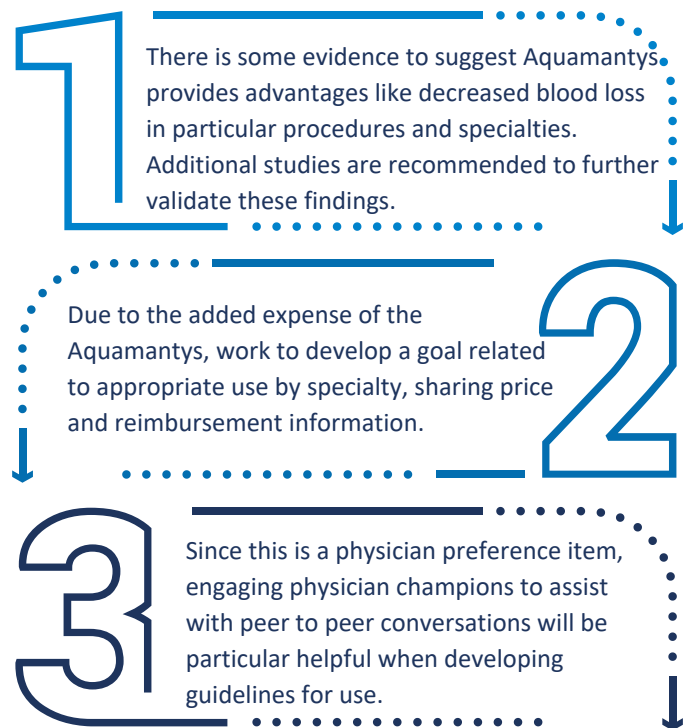 1
There is some evidence to suggest Aquamantys
provides advantages like decreased blood loss
in particular procedures and specialties.
Additional studies are recommended to further
validate these findings.
2
Due to the added expense of the
Aquamantys, work to develop a goal related
to appropriate use by specialty, sharing price
and reimbursement information.
3
Since this is a physician preference item,
engaging physician champions to assist
with peer to peer conversations will be
particular helpful when developing
guidelines for use.